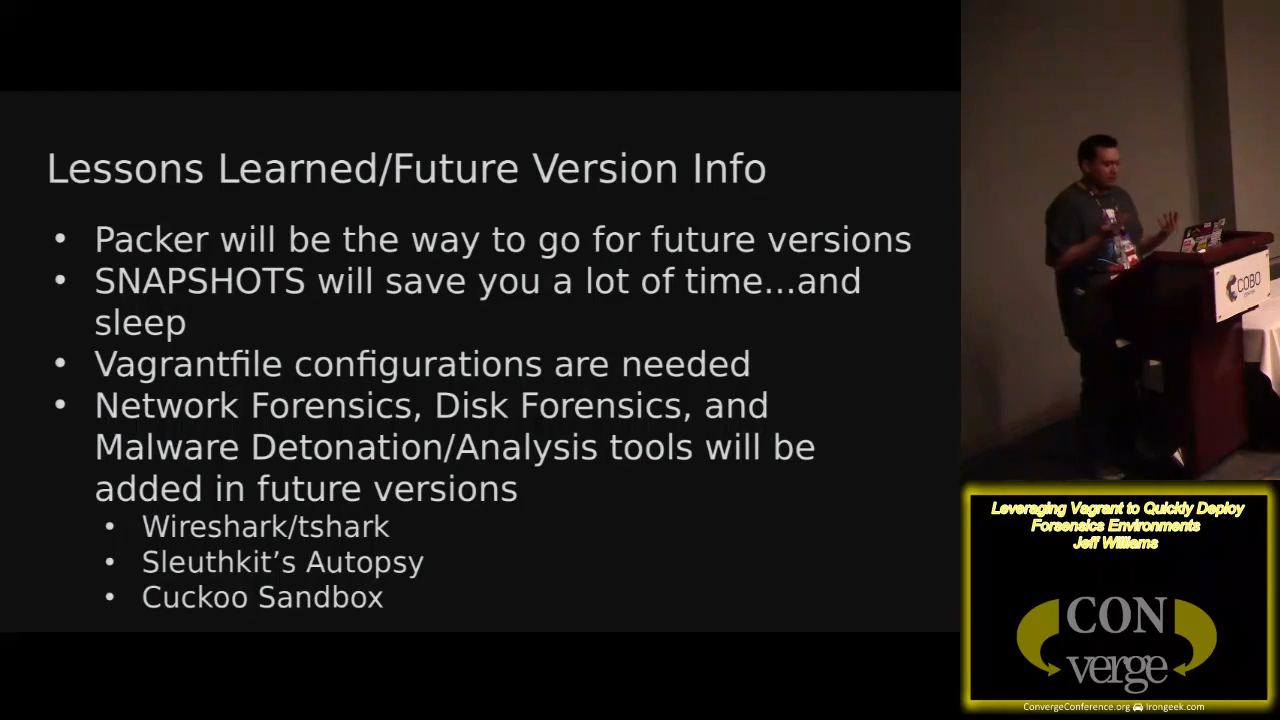 Lessons Learned/Future Version Info
• Packer will be the way to go for future versions
• SNAPSHOTS will save you a lot of time...and
sleep
• Vagrantfile configurations are needed
• Network Forensics, Disk Forensics, and
Malware Detonation/Analysis tools will be
added in future versions
• Wireshark/tshark
• Sleuthkit’s Autopsy
• Cuckoo Sandbox
COBO
Leveraging Vagrant to Quickly Deploy
Forsensics Environments
Jeff Williams
CON
verge
ConvergeConference.org Irongeek.com